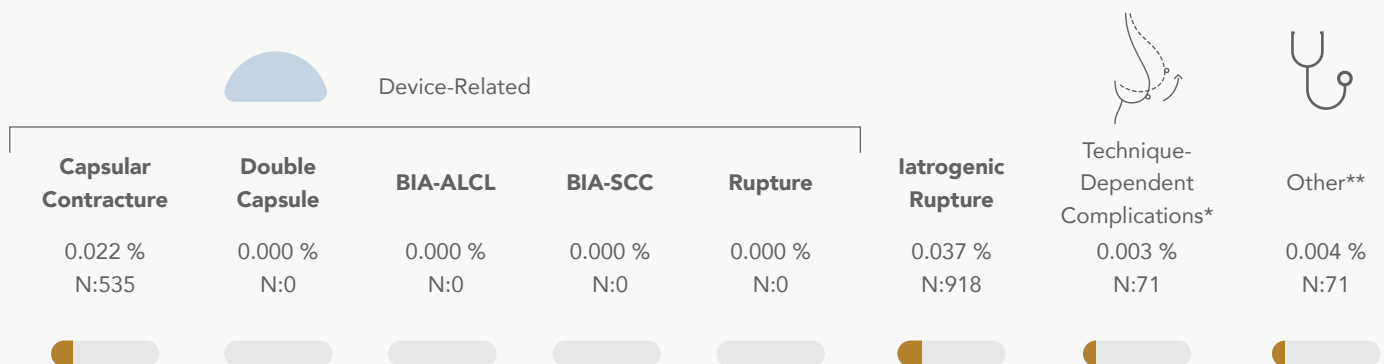 Device-Related
Capsular
Contracture
0.022 %
N:535
Double
Capsule
0.000 %
N:0
BIA-ALCL
0.000 %
N:0
BIA-SCC
0.000 %
N:0
Rupture
0.000 %
N:0
Iatrogenic
Rupture
0.037 %
N:918
Technique-
Dependent
Complications*
0.003 %
N:71
Other**
0.004 %
N:71